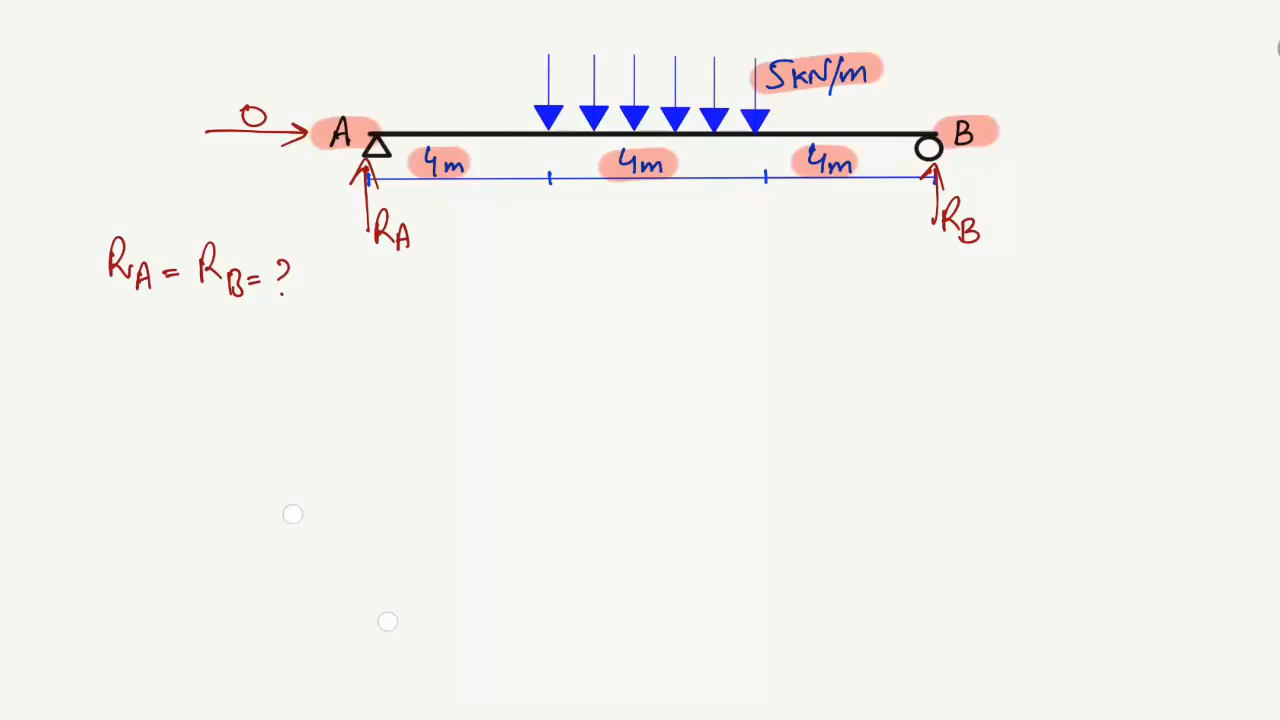 5kN/m
0
A
B
4m 4m 4m
RA
RB
RA = RB = ?